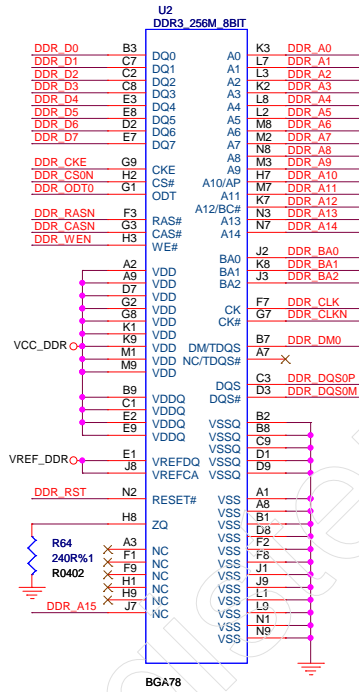 U2
DDR3_256M_8BIT
DDR_D0 B3 DQ0 A0 K3 DDR_A0
DDR_D1 C7 DQ1 A1 L7 DDR_A1
DDR_D2 C2 DQ2 A2 L3 DDR_A2
DDR_D3 C8 DQ3 A3 K2 DDR_A3
DDR_D4 E3 DQ4 A4 L8 DDR_A4
DDR_D5 E8 DQ5 A5 L2 DDR_A5
DDR_D6 D2 DQ6 A6 M8 DDR_A6
DDR_D7 E7 DQ7 A7 M2 DDR_A7
A8 N8 DDR_A8
DDR_CKE G9 CKE A9 M3 DDR_A9
DDR_CS0N H2 CS# A10/AP H7 DDR_A10
DDR_ODT0 G1 ODT A11 M7 DDR_A11
A12/BC# K7 DDR_A12
DDR_RASN F3 RAS# A13 N3 DDR_A13
DDR_CASN G3 CAS# A14 N7 DDR_A14
DDR_WEN H3 WE#
BA0 J2 DDR_BA0
A2 VDD BA1 K8 DDR_BA1
A9 VDD BA2 J3 DDR_BA2
D7 VDD
G2 VDD CK F7 DDR_CLK
G8 VDD CK# G7 DDR_CLKN
K1 VDD
VCC_DDR K9 VDD DM/TDQS B7 DDR_DM0
M1 VDD NC/TDQS# A7
M9 VDD
DQS C3 DDR_DQS0P
B9 VDDQ DQS# D3 DDR_DQS0M
C1 VDDQ
E2 VDDQ VSSQ B2
E9 VDDQ VSSQ B8
VSSQ C9
VREF_DDR E1 VREFDQ VSSQ D1
J8 VREFCA VSSQ D9
DDR_RST N2 RESET# VSS A1
VSS A8
H8 ZQ VSS B1
VSS D8
R64 A3 NC VSS F2
240R%1 F1 NC VSS F8
R0402 F9 NC VSS J1
H1 NC VSS J9
H9 NC VSS L1
DDR_A15 J7 NC VSS L9
VSS N1
VSS N9
BGA78